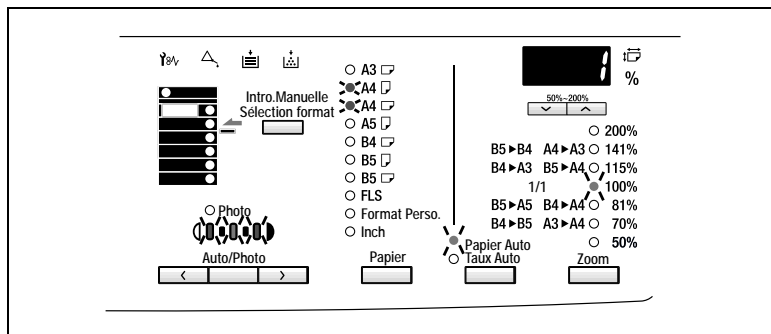 1
%
50%~200%
Intro.Manuelle
Sélection format
A3
A4
A4
A5
B4
B5
B5
FLS
Format Perso.
Inch
Papier
Photo
Auto/Photo
< >
Papier Auto
Taux Auto
200%
B5▶B4 A4▶A3 141%
B4▶A3 B5▶A4 115%
1/1 100%
B5▶A5 B4▶A4 81%
B4▶B5 A3▶A4 70%
50%
Zoom